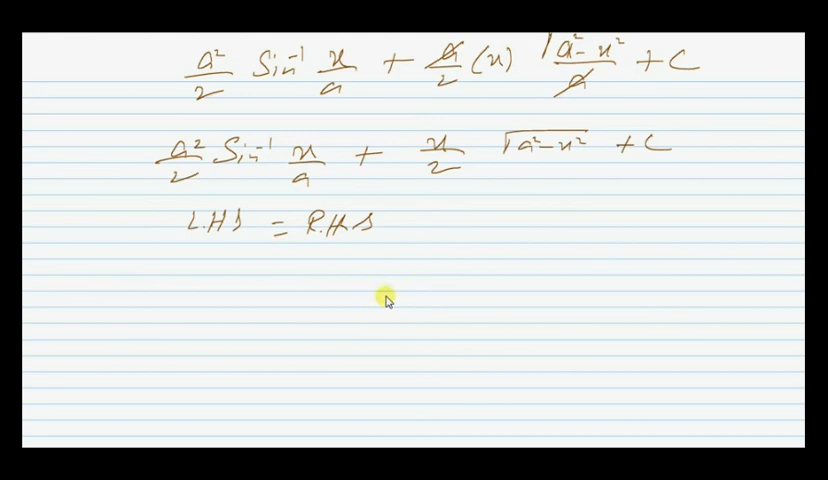 a²/2 Sin⁻¹ x/a + a/2 (x) √a²-x²/a + C
a²/2 Sin⁻¹ x/a + x/2 √a²-x² + C
L.H.S = R.H.S